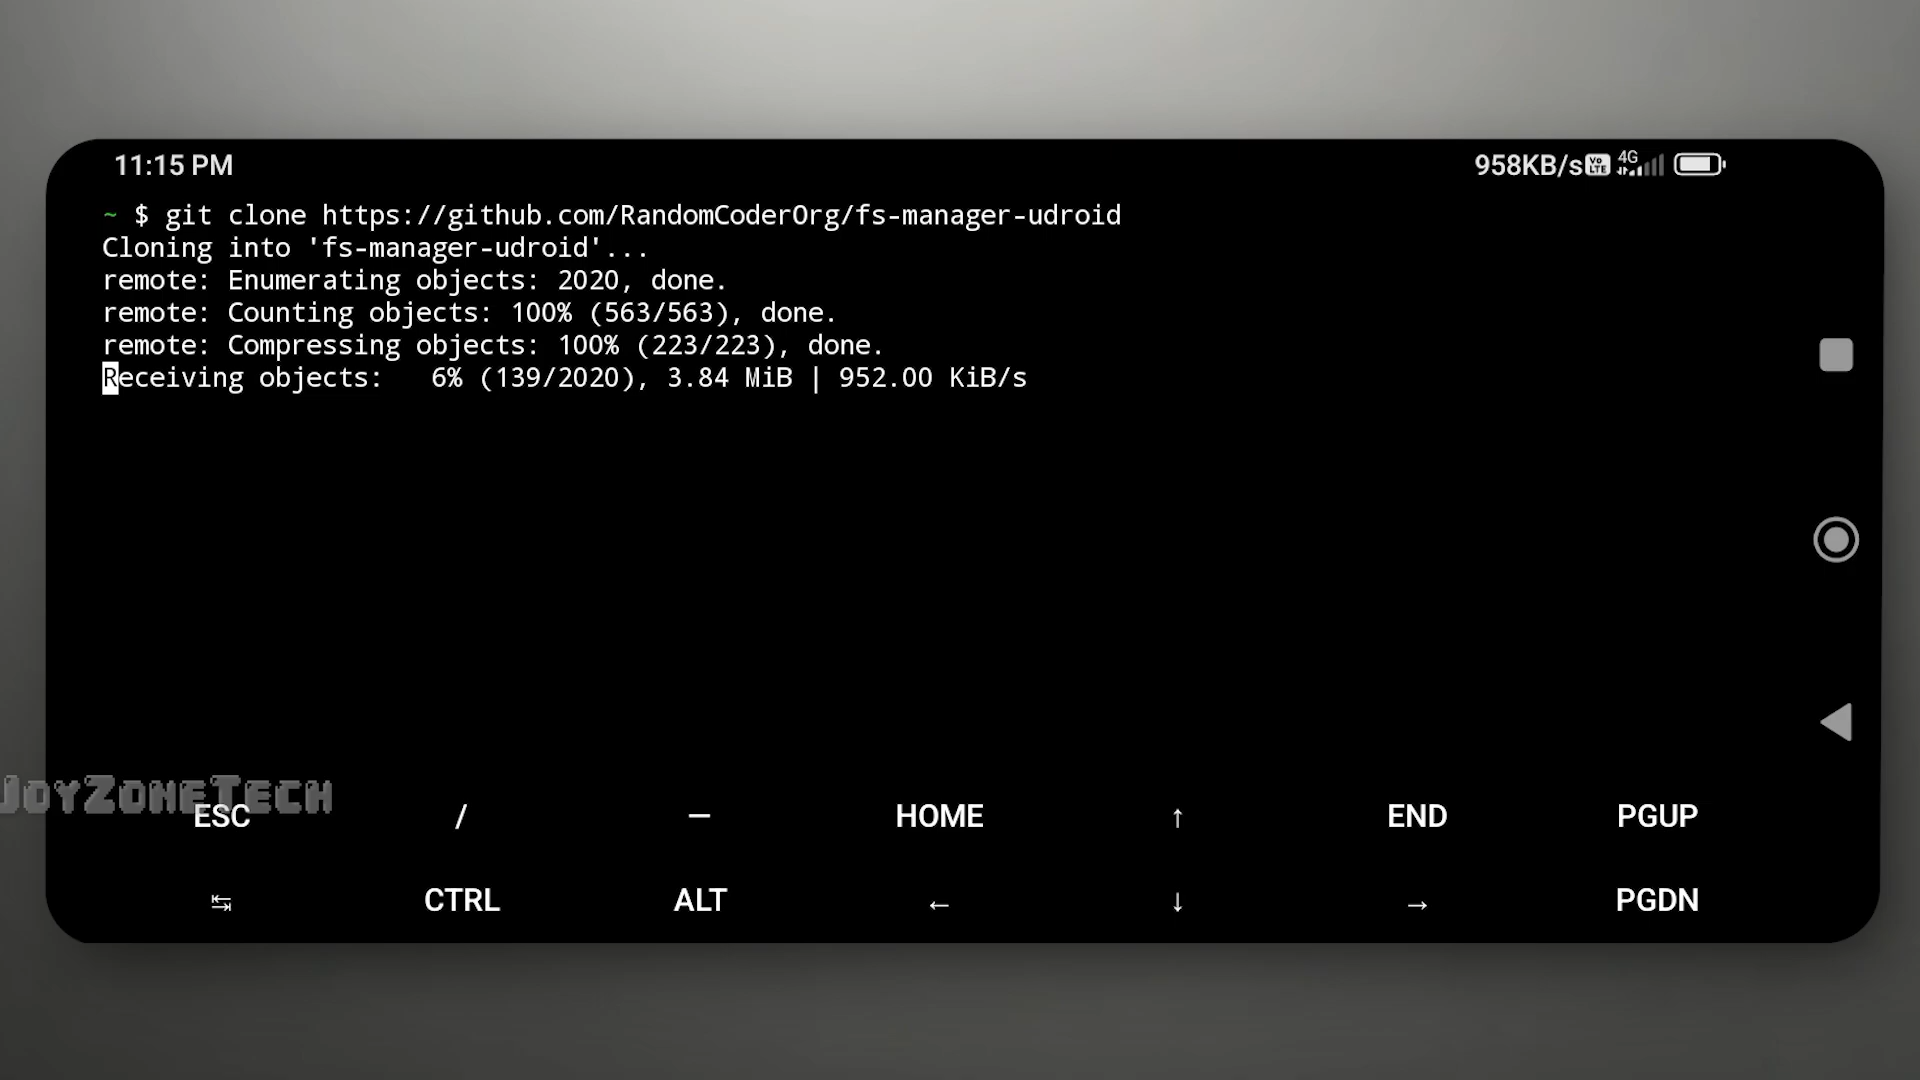 11:15 PM
958KB/s Vo LTE 4G
~ $ git clone https://github.com/RandomCoderOrg/fs-manager-udroid
Cloning into 'fs-manager-udroid'...
remote: Enumerating objects: 2020, done.
remote: Counting objects: 100% (563/563), done.
remote: Compressing objects: 100% (223/223), done.
Receiving objects:   6% (139/2020), 3.84 MiB | 952.00 KiB/s
JoyZoneTech
ESC / — HOME ↑ END PGUP
↹ CTRL ALT ← ↓ → PGDN